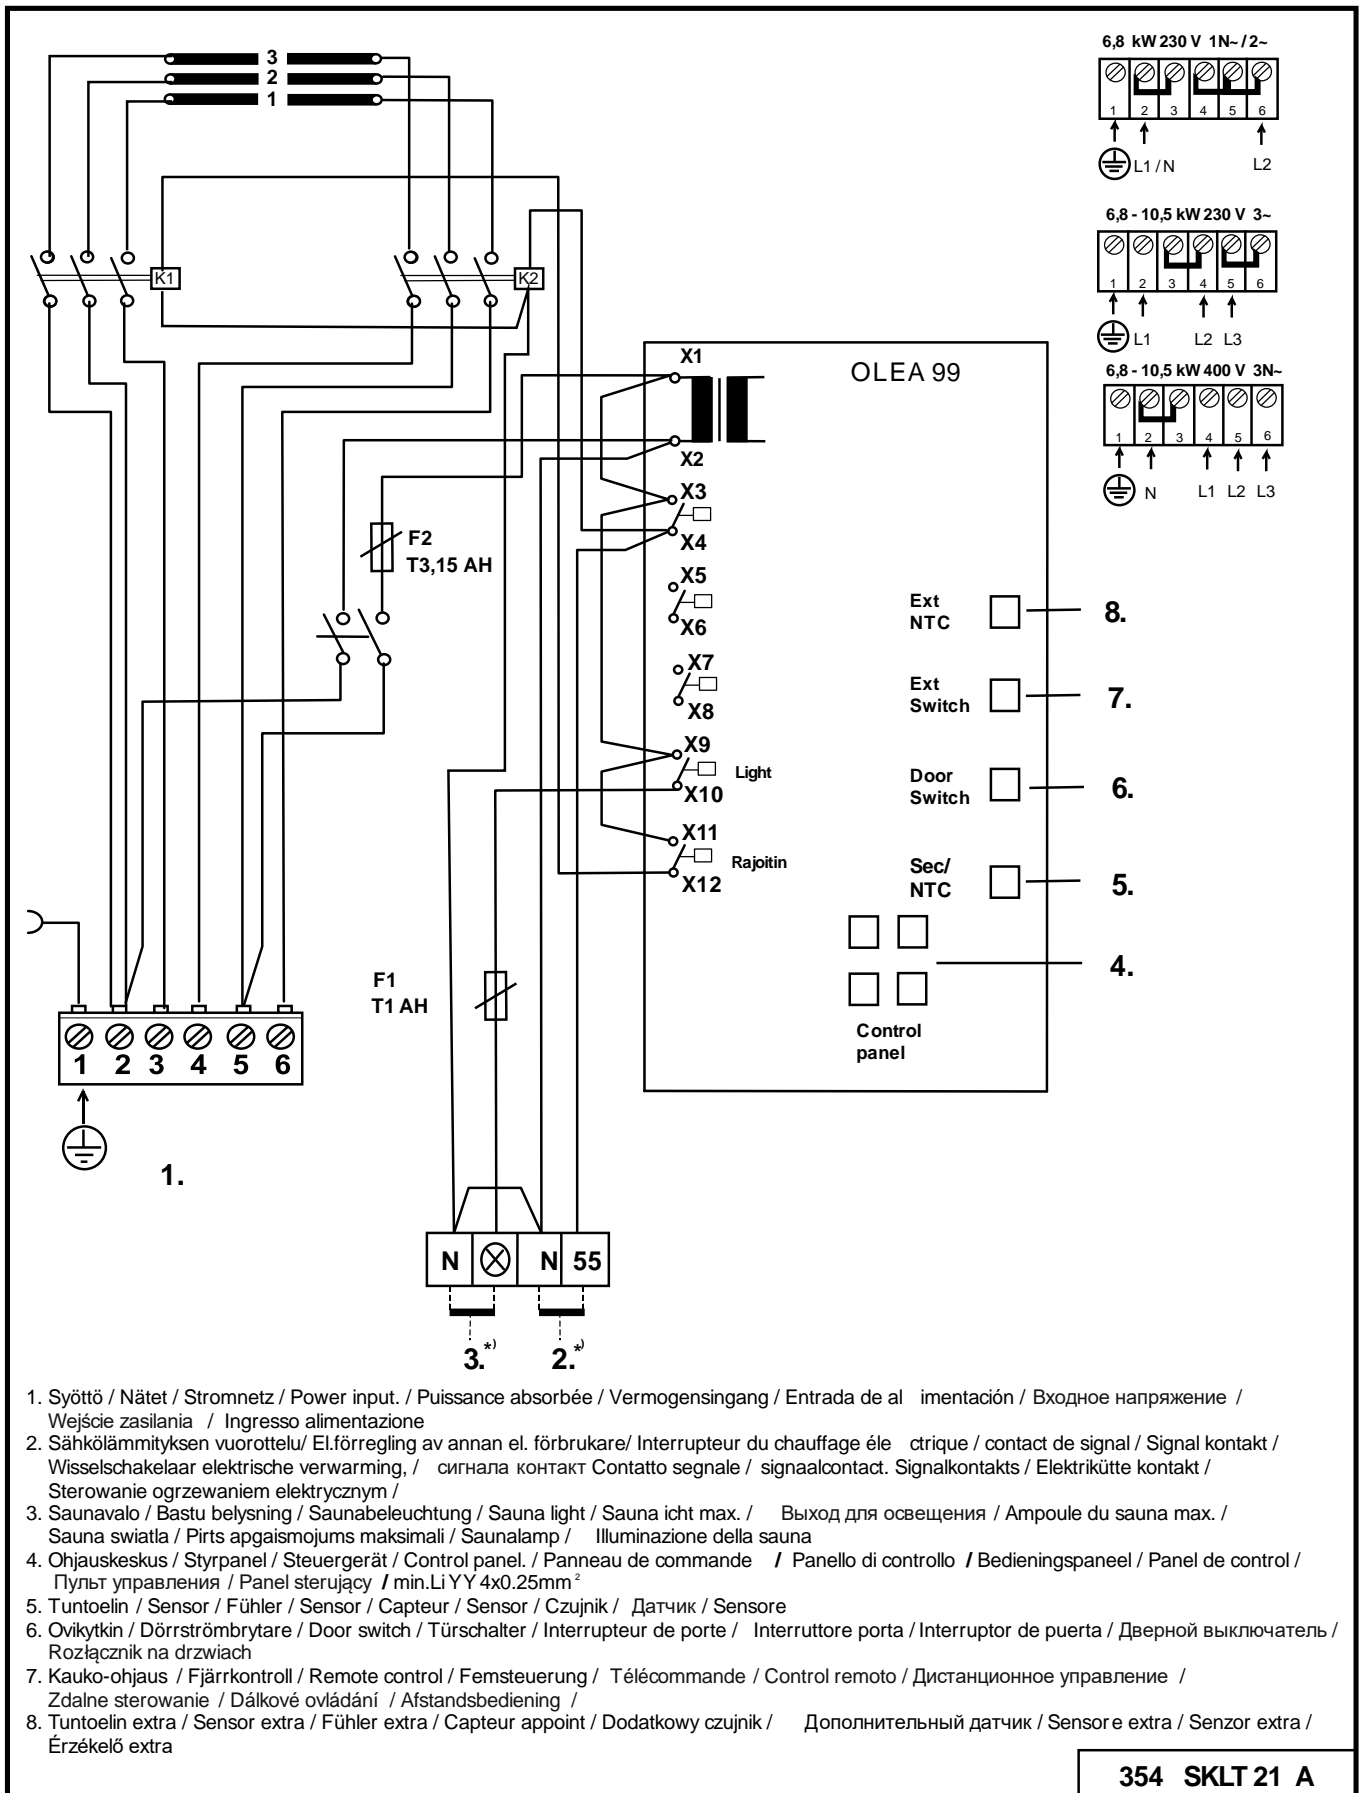 3
2
1
K1
K2
6,8 kW 230 V 1N~ / 2~
1 2 3 4 5 6
L1 / N L2
6,8 - 10,5 kW 230 V 3~
1 2 3 4 5 6
L1 L2 L3
6,8 - 10,5 kW 400 V 3N~
1 2 3 4 5 6
N L1 L2 L3
OLEA 99
X1
X2
X3
X4
X5
X6
X7
X8
X9
Light
X10
X11
Rajoitin
X12
F2
T3,15 AH
Ext
NTC
8.
Ext
Switch
7.
Door
Switch
6.
Sec/
NTC
5.
4.
Control
panel
F1
T1 AH
1 2 3 4 5 6
1.
N N 55
3.*) 2.*)
1. Syöttö / Nätet / Stromnetz / Power input. / Puissance absorbée / Vermogensingang / Entrada de al imentación / Входное напряжение /
Wejście zasilania / Ingresso alimentazione
2. Sähkölämmityksen vuorottelu/ El.förregling av annan el. förbrukare/ Interrupteur du chauffage éle ctrique / contact de signal / Signal kontakt /
Wisselschakelaar elektrische verwarming, / сигнала контакт Contatto segnale / signaalcontact. Signalkontakts / Elektrikütte kontakt /
Sterowanie ogrzewaniem elektrycznym /
3. Saunavalo / Bastu belysning / Saunabeleuchtung / Sauna light / Sauna icht max. / Выход для освещения / Ampoule du sauna max. /
Sauna swiatla / Pirts apgaismojums maksimali / Saunalamp / Illuminazione della sauna
4. Ohjauskeskus / Styrpanel / Steuergerät / Control panel. / Panneau de commande / Panello di controllo / Bedieningspaneel / Panel de control /
Пульт управления / Panel sterujący / min.Li YY 4x0.25mm²
5. Tuntoelin / Sensor / Fühler / Sensor / Capteur / Sensor / Czujnik / Датчик / Sensore
6. Ovikytkin / Dörrströmbrytare / Door switch / Türschalter / Interrupteur de porte / Interruttore porta / Interruptor de puerta / Дверной выключатель /
Rozłącznik na drzwiach
7. Kauko-ohjaus / Fjärrkontroll / Remote control / Femsteuerung / Télécommande / Control remoto / Дистанционное управление /
Zdalne sterowanie / Dálkové ovládání / Afstandsbediening /
8. Tuntoelin extra / Sensor extra / Fühler extra / Capteur appoint / Dodatkowy czujnik / Дополнительный датчик / Sensore extra / Senzor extra /
Érzékelő extra
354 SKLT 21 A